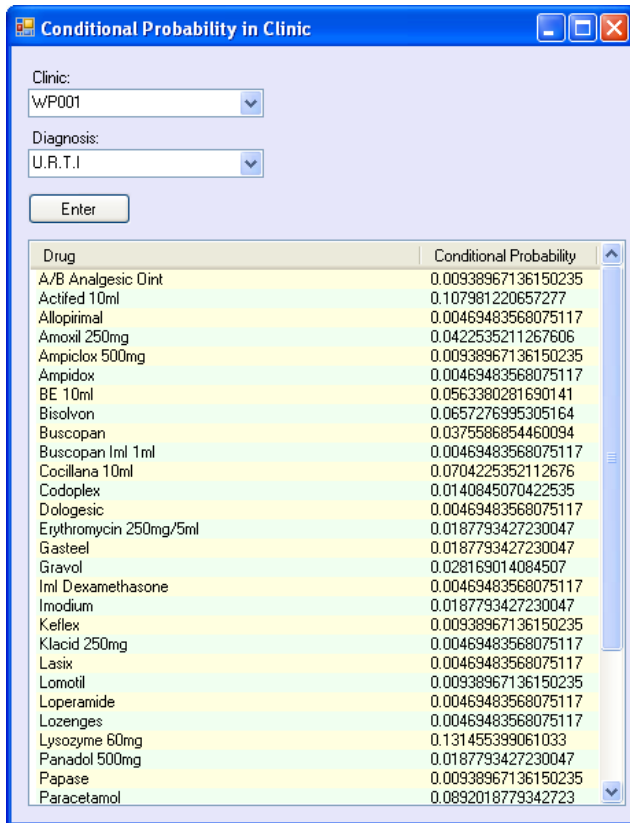 Conditional Probability in Clinic
Clinic:
WP001
Diagnosis:
U.R.T.I
Enter
Drug Conditional Probability
A/B Analgesic Oint 0.00938967136150235
Actifed 10ml 0.107981220657277
Allopirimal 0.00469483568075117
Amoxil 250mg 0.0422535211267606
Ampiclox 500mg 0.00938967136150235
Ampidox 0.00469483568075117
BE 10ml 0.0563380281690141
Bisolvon 0.0657276995305164
Buscopan 0.0375586854460094
Buscopan Iml 1ml 0.00469483568075117
Cocillana 10ml 0.0704225352112676
Codoplex 0.0140845070422535
Dologesic 0.00469483568075117
Erythromycin 250mg/5ml 0.0187793427230047
Gasteel 0.0187793427230047
Gravol 0.028169014084507
Iml Dexamethasone 0.00469483568075117
Imodium 0.0187793427230047
Keflex 0.00938967136150235
Klacid 250mg 0.00469483568075117
Lasix 0.00469483568075117
Lomotil 0.00938967136150235
Loperamide 0.00469483568075117
Lozenges 0.00469483568075117
Lysozyme 60mg 0.131455399061033
Panadol 500mg 0.0187793427230047
Papase 0.00938967136150235
Paracetamol 0.0892018779342723